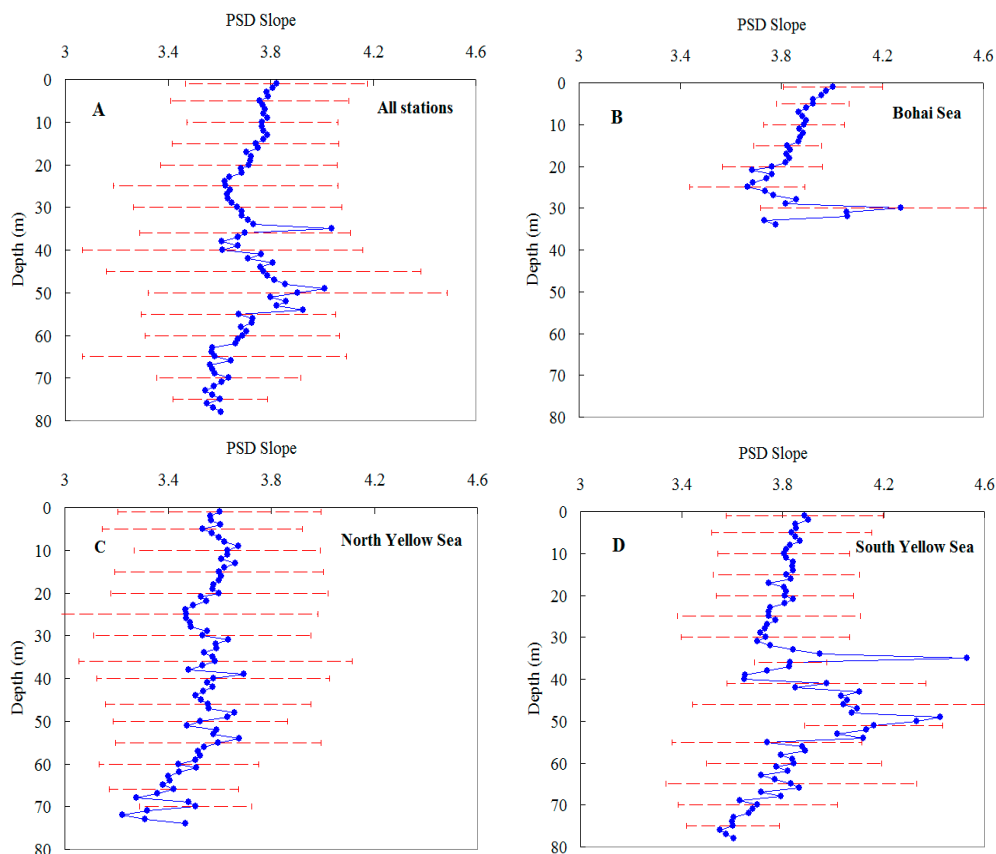 PSD Slope
3 3.4 3.8 4.2 4.6
0
10
20
30
40
50
60
70
80
Depth (m)
A
All stations
PSD Slope
3 3.4 3.8 4.2 4.6
0
10
20
30
40
50
60
70
80
Depth (m)
B
Bohai Sea
PSD Slope
3 3.4 3.8 4.2 4.6
0
10
20
30
40
50
60
70
80
Depth (m)
C
North Yellow Sea
PSD Slope
3 3.4 3.8 4.2 4.6
0
10
20
30
40
50
60
70
80
Depth (m)
D
South Yellow Sea